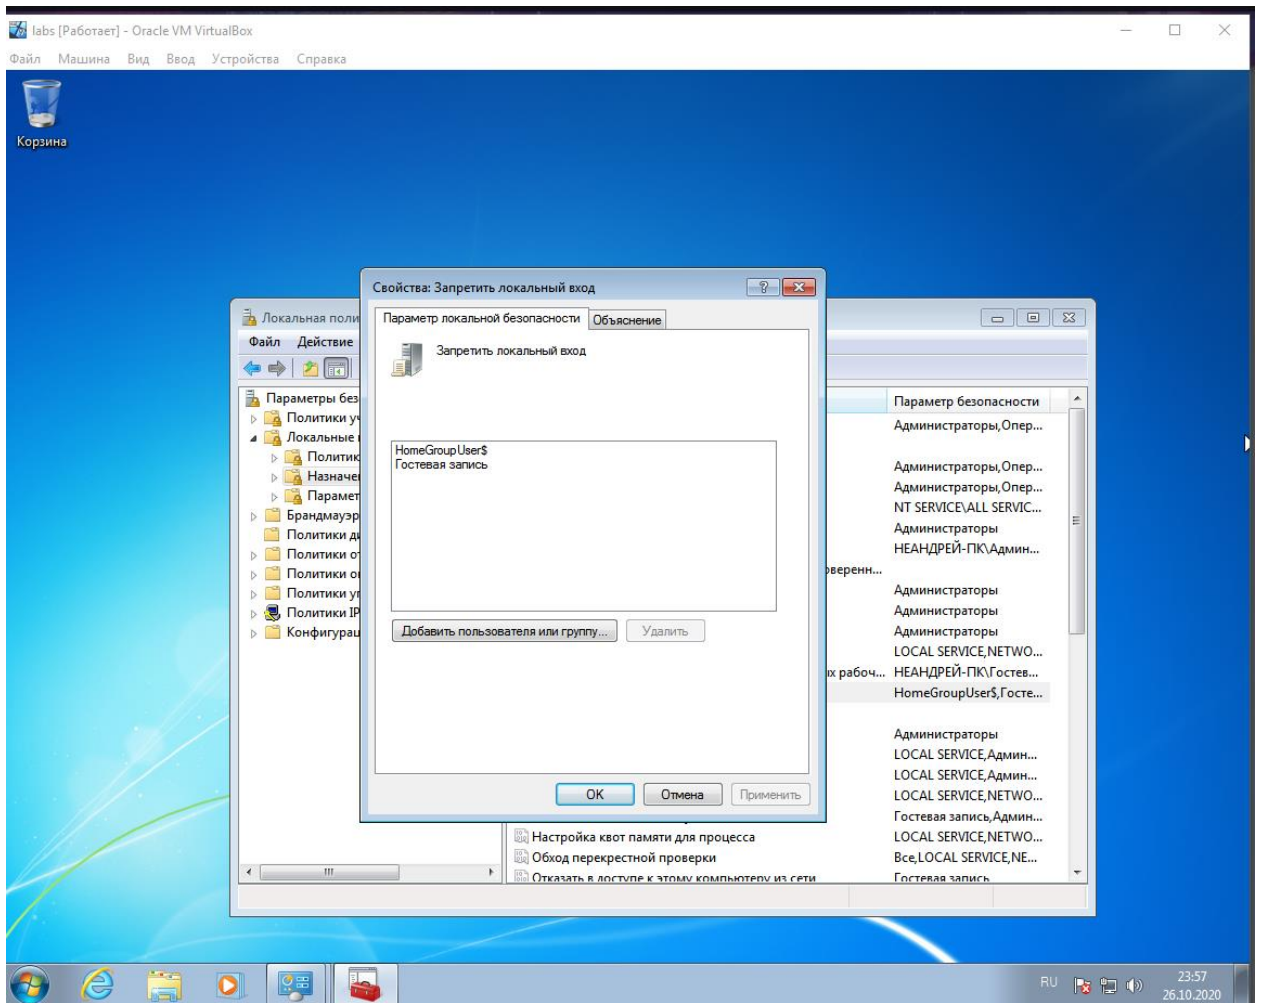 labs [Работает] - Oracle VM VirtualBox
Файл Машина Вид Ввод Устройства Справка
Корзина
Свойства: Запретить локальный вход
Параметр локальной безопасности Объяснение
Запретить локальный вход
HomeGroupUser$
Гостевая запись
Добавить пользователя или группу... Удалить
OK Отмена Применить
Локальная поли
Файл Действие
Параметры без
Политики уч
Локальные
Политик
Назначе
Парамет
Брандмауэр
Политики ди
Политики о
Политики о
Политики у
Политики IP
Конфигурац
Параметр безопасности
Администраторы,Опер...
Администраторы,Опер...
Администраторы,Опер...
NT SERVICE\ALL SERVIC...
Администраторы
НЕАНДРЕЙ-ПК\Админ...
оверенн...
Администраторы
Администраторы
Администраторы
LOCAL SERVICE,NETWO...
их рабоч... НЕАНДРЕЙ-ПК\Гостев...
HomeGroupUser$,Госте...
Администраторы
LOCAL SERVICE,Админ...
LOCAL SERVICE,Админ...
LOCAL SERVICE,NETWO...
Гостевая запись,Админ...
Настройка квот памяти для процесса LOCAL SERVICE,NETWO...
Обход перекрестной проверки Все,LOCAL SERVICE,NE...
Отказать в доступе к этому компьютеру из сети Гостевая запись
RU
23:57
26.10.2020